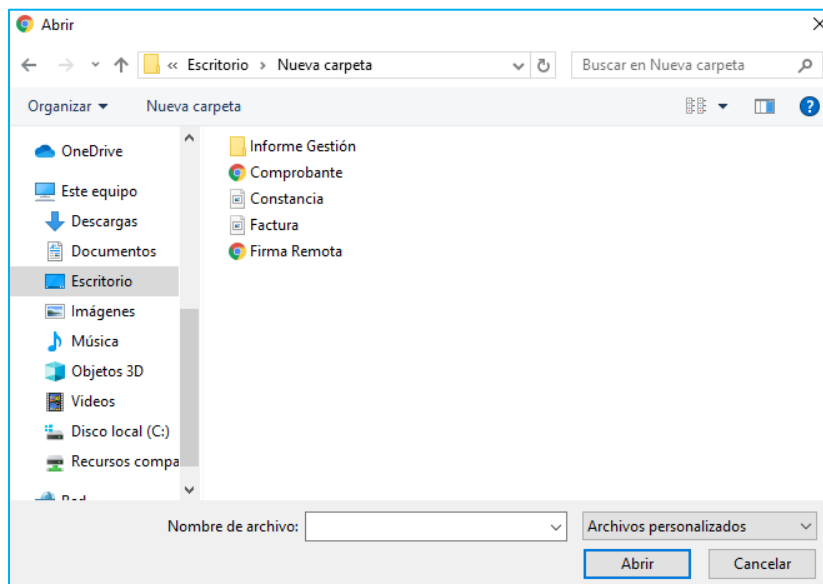 Abrir
« Escritorio > Nueva carpeta
Buscar en Nueva carpeta
Organizar
Nueva carpeta
OneDrive
Este equipo
Descargas
Documentos
Escritorio
Imágenes
Música
Objetos 3D
Videos
Disco local (C:)
Recursos compa
Informe Gestión
Comprobante
Constancia
Factura
Firma Remota
Nombre de archivo:
Archivos personalizados
Abrir
Cancelar